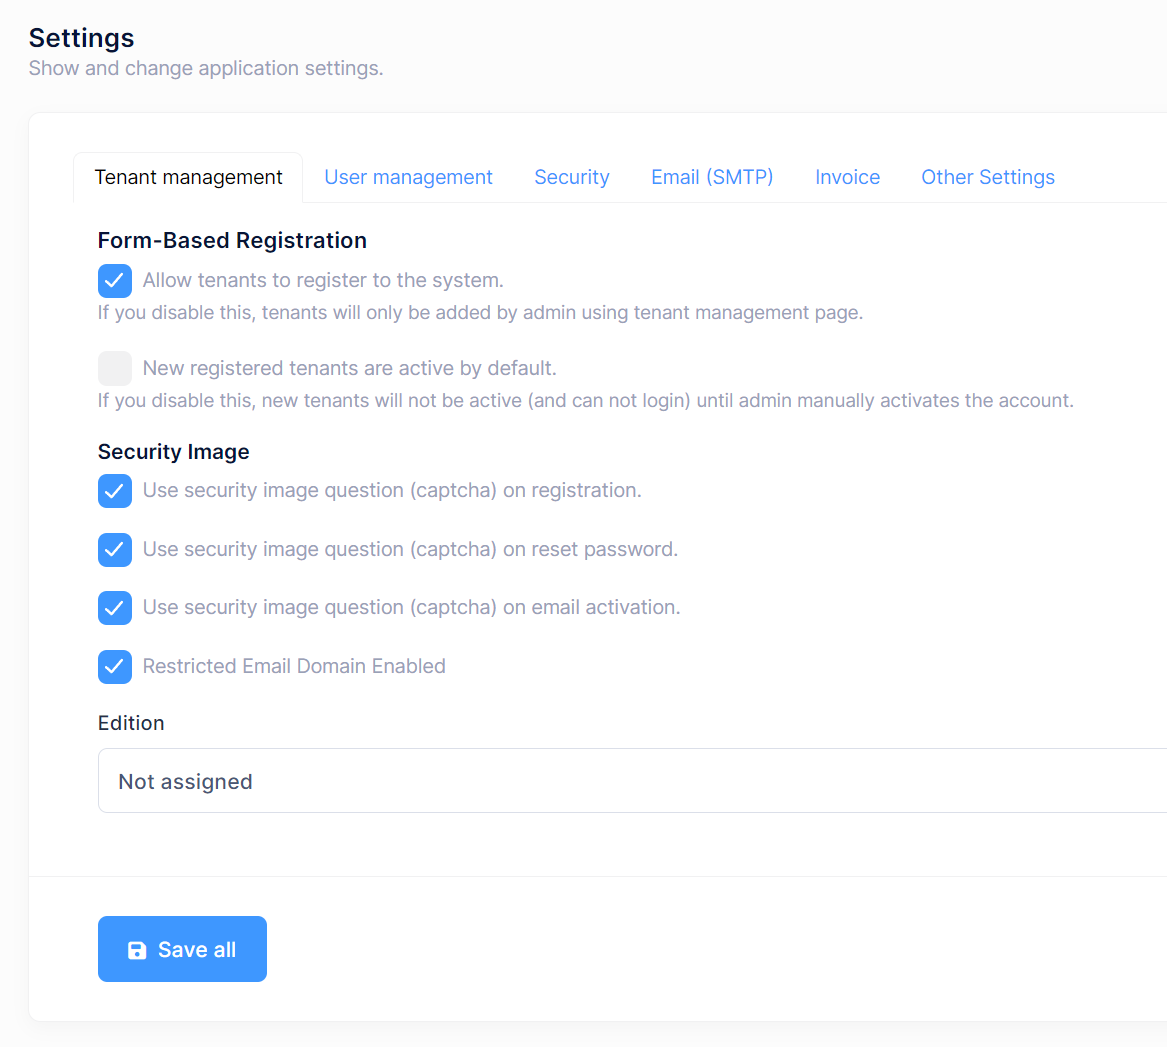 Settings
Show and change application settings.
Tenant management User management Security Email (SMTP) Invoice Other Settings
Form-Based Registration
Allow tenants to register to the system.
If you disable this, tenants will only be added by admin using tenant management page.
New registered tenants are active by default.
If you disable this, new tenants will not be active (and can not login) until admin manually activates the account.
Security Image
Use security image question (captcha) on registration.
Use security image question (captcha) on reset password.
Use security image question (captcha) on email activation.
Restricted Email Domain Enabled
Edition
Not assigned
Save all